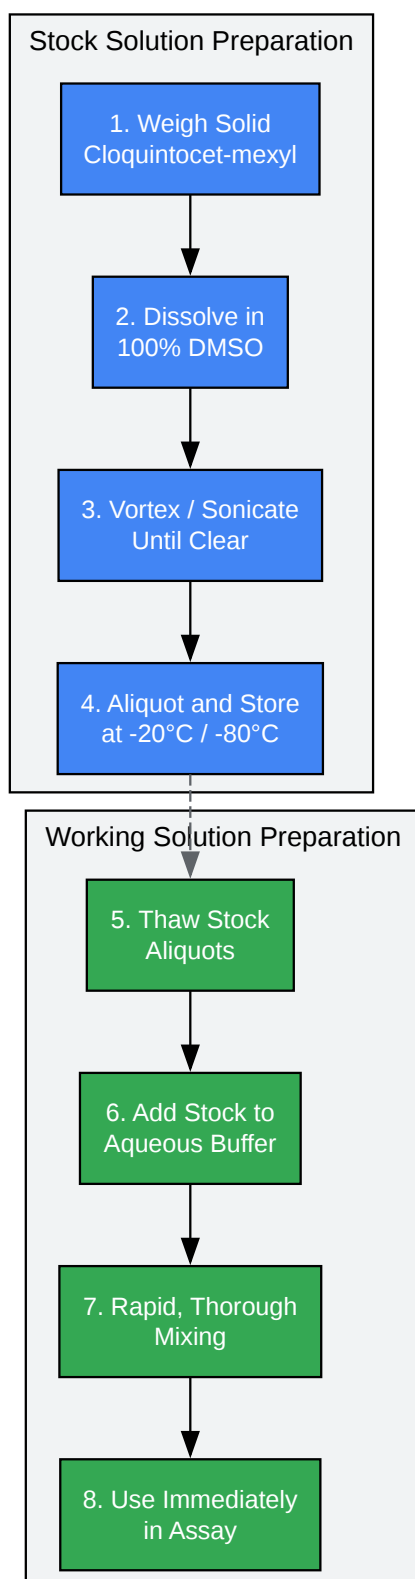 Stock Solution Preparation
1. Weigh Solid
Cloquintocet-mexyl
2. Dissolve in
100% DMSO
3. Vortex / Sonicate
Until Clear
4. Aliquot and Store
at -20°C / -80°C
Working Solution Preparation
5. Thaw Stock
Aliquots
6. Add Stock to
Aqueous Buffer
7. Rapid, Thorough
Mixing
8. Use Immediately
in Assay